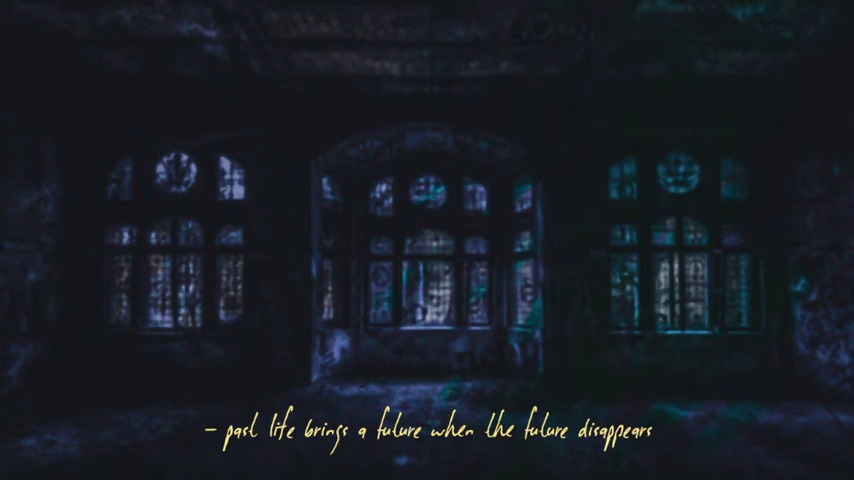 – past life brings a future when the future disappears